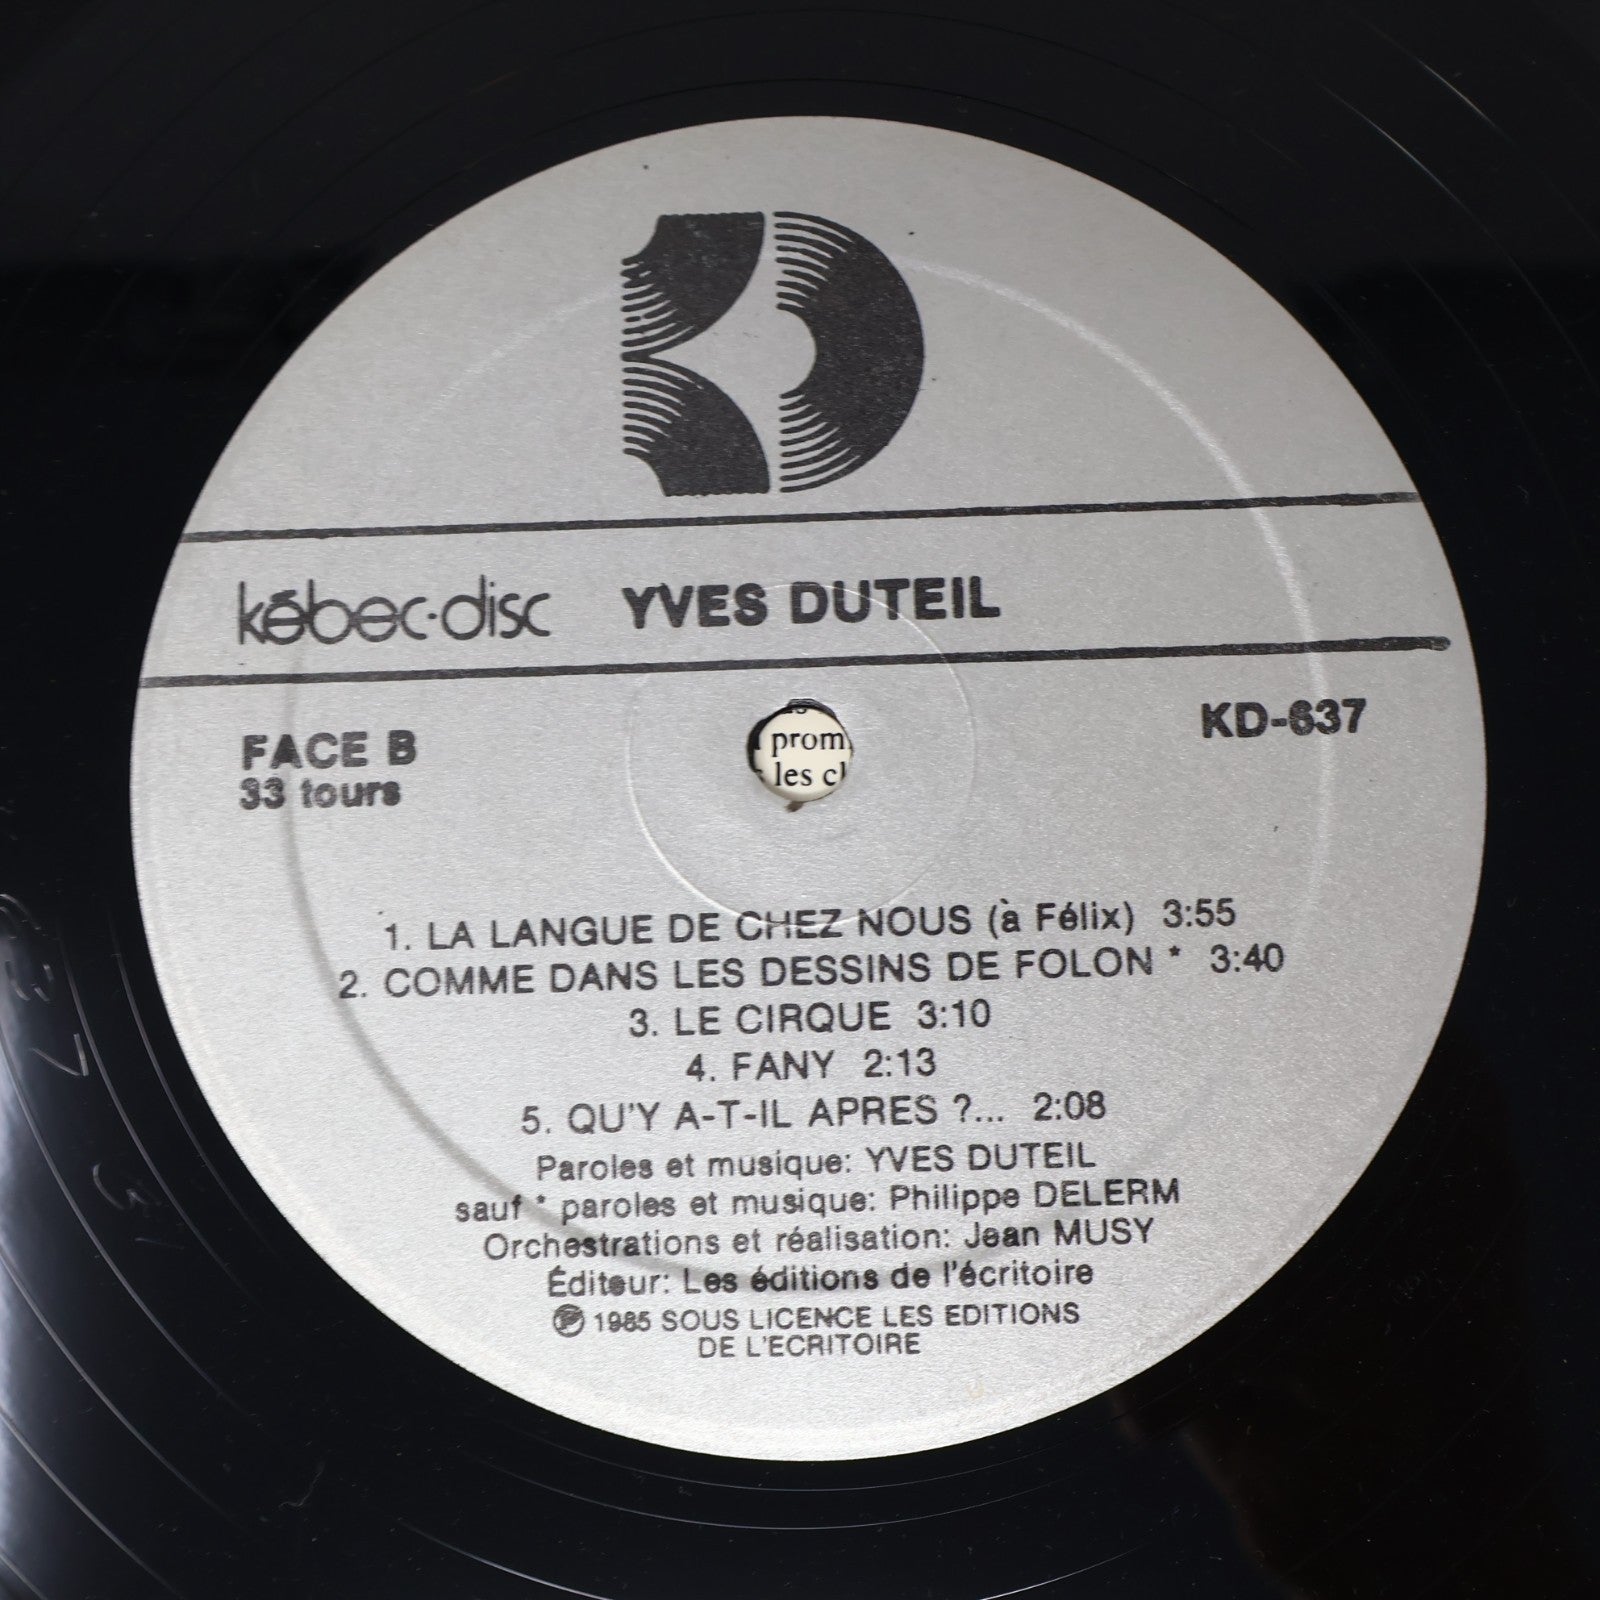 kébec·disc YVES DUTEIL
KD-637
FACE B
33 tours
prom
les cl
1. LA LANGUE DE CHEZ NOUS (à Félix) 3:55
2. COMME DANS LES DESSINS DE FOLON * 3:40
3. LE CIRQUE 3:10
4. FANY 2:13
5. QU'Y A-T-IL APRES ?... 2:08
Paroles et musique: YVES DUTEIL
sauf * paroles et musique: Philippe DELERM
Orchestrations et réalisation: Jean MUSY
Éditeur: Les éditions de l'écritoire
Ⓟ 1985 SOUS LICENCE LES EDITIONS
DE L'ECRITOIRE